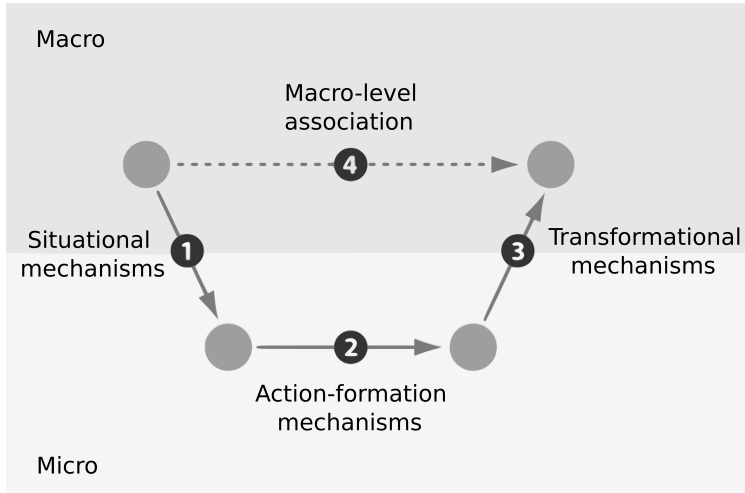 Macro
Macro-level
association
4
Situational
mechanisms
1
3
Transformational
mechanisms
2
Action-formation
mechanisms
Micro